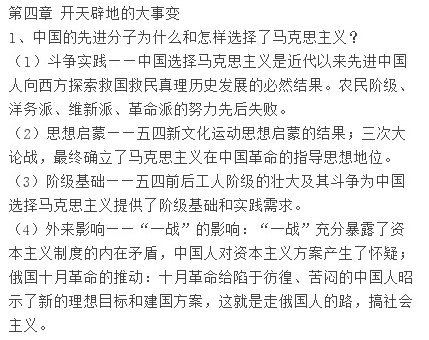 第四章 开天辟地的大事变
1、中国的先进分子为什么和怎样选择了马克思主义？
（1）斗争实践——中国选择马克思主义是近代以来先进中国
人向西方探索救国救民真理历史发展的必然结果。农民阶级、
洋务派、维新派、革命派的努力先后失败。
（2）思想启蒙——五四新文化运动思想启蒙的结果；三次大
论战，最终确立了马克思主义在中国革命的指导思想地位。
（3）阶级基础——五四前后工人阶级的壮大及其斗争为中国
选择马克思主义提供了阶级基础和实践需求。
（4）外来影响——“一战”的影响：“一战”充分暴露了资
本主义制度的内在矛盾，中国人对资本主义方案产生了怀疑；
俄国十月革命的推动：十月革命给陷于彷徨、苦闷的中国人昭
示了新的理想目标和建国方案，这就是走俄国人的路，搞社会
主义。